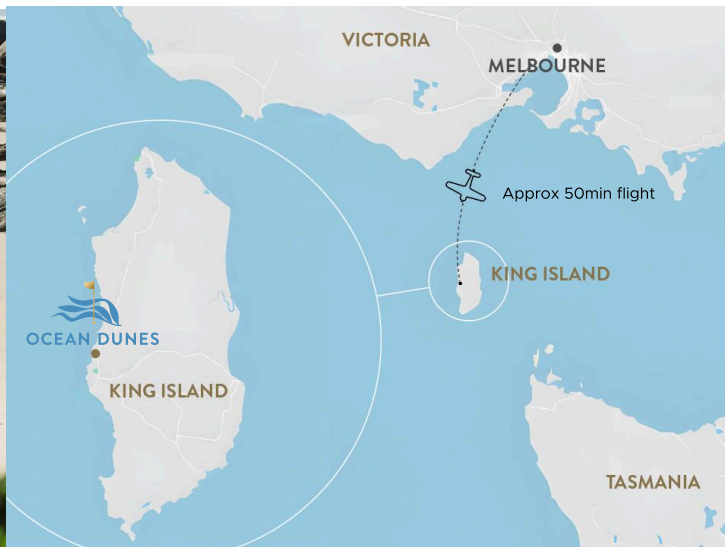 VICTORIA
MELBOURNE
Approx 50min flight
KING ISLAND
OCEAN DUNES
KING ISLAND
TASMANIA